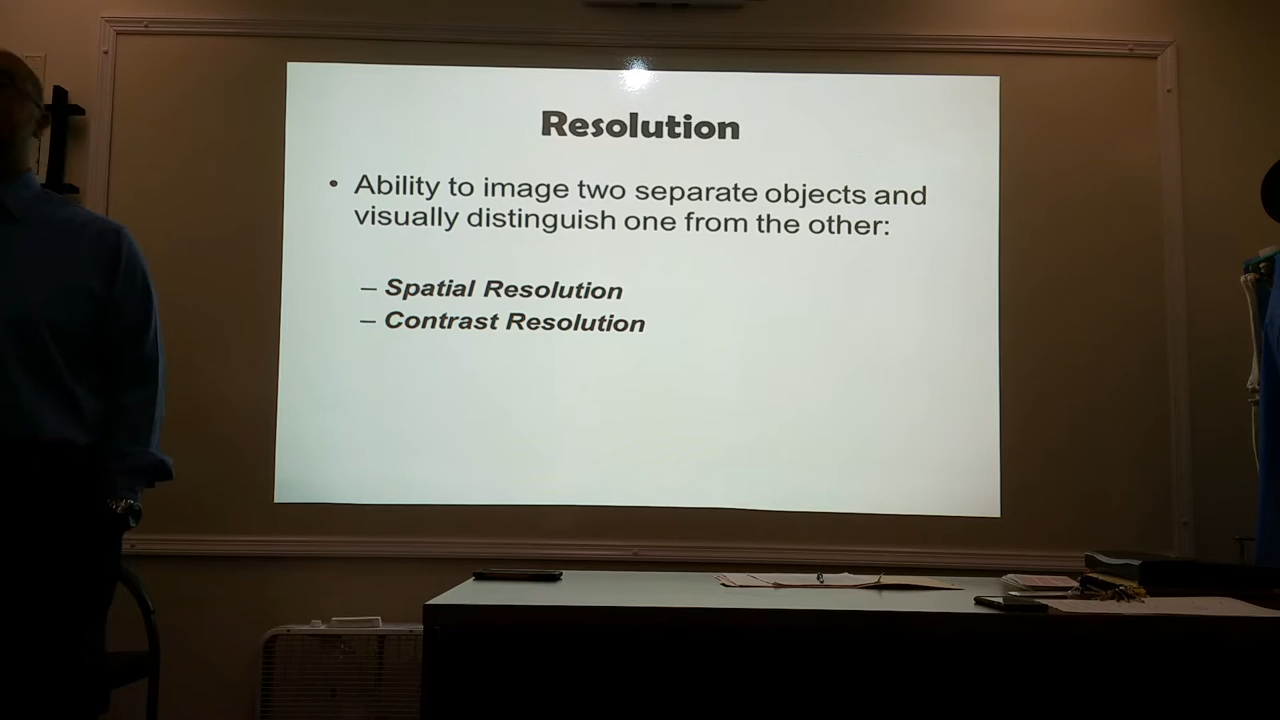 Resolution
• Ability to image two separate objects and
visually distinguish one from the other:
– Spatial Resolution
– Contrast Resolution